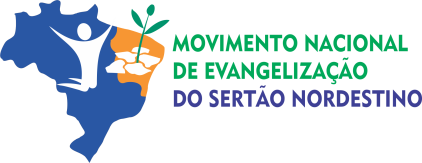 MOVIMENTO NACIONAL
DE EVANGELIZAÇÃO
DO SERTÃO NORDESTINO